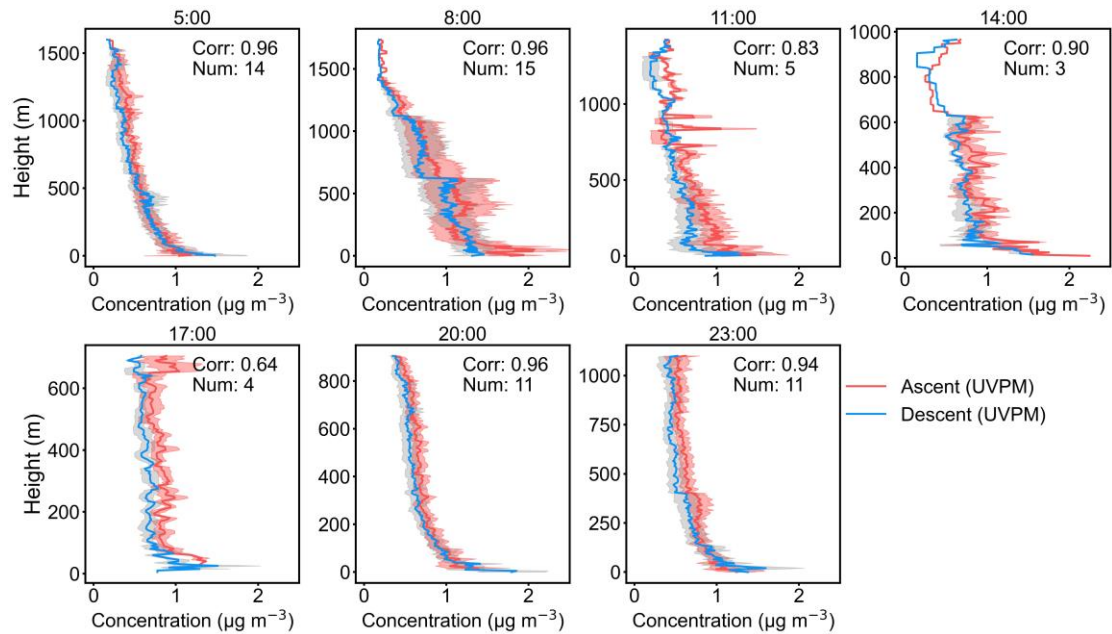 5:00 8:00 11:00 14:00
Corr: 0.96 Corr: 0.96 Corr: 0.83 Corr: 0.90
Num: 14 Num: 15 Num: 5 Num: 3
Height (m)
1500
1000
500
0
1500
1000
500
0
1000
500
0
1000
800
600
400
200
0
0 1 2 0 1 2 0 1 2 0 1 2
Concentration (µg m⁻³) Concentration (µg m⁻³) Concentration (µg m⁻³) Concentration (µg m⁻³)
17:00 20:00 23:00
Corr: 0.64 Corr: 0.96 Corr: 0.94
Num: 4 Num: 11 Num: 11
Height (m)
600
400
200
0
800
600
400
200
0
1000
750
500
250
0
0 1 2 0 1 2 0 1 2
Concentration (µg m⁻³) Concentration (µg m⁻³) Concentration (µg m⁻³)
Ascent (UVPM)
Descent (UVPM)